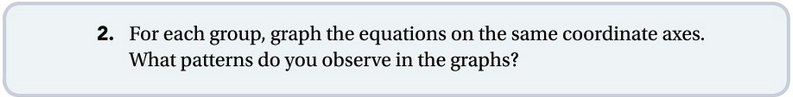 2. For each group, graph the equations on the same coordinate axes.
What patterns do you observe in the graphs?